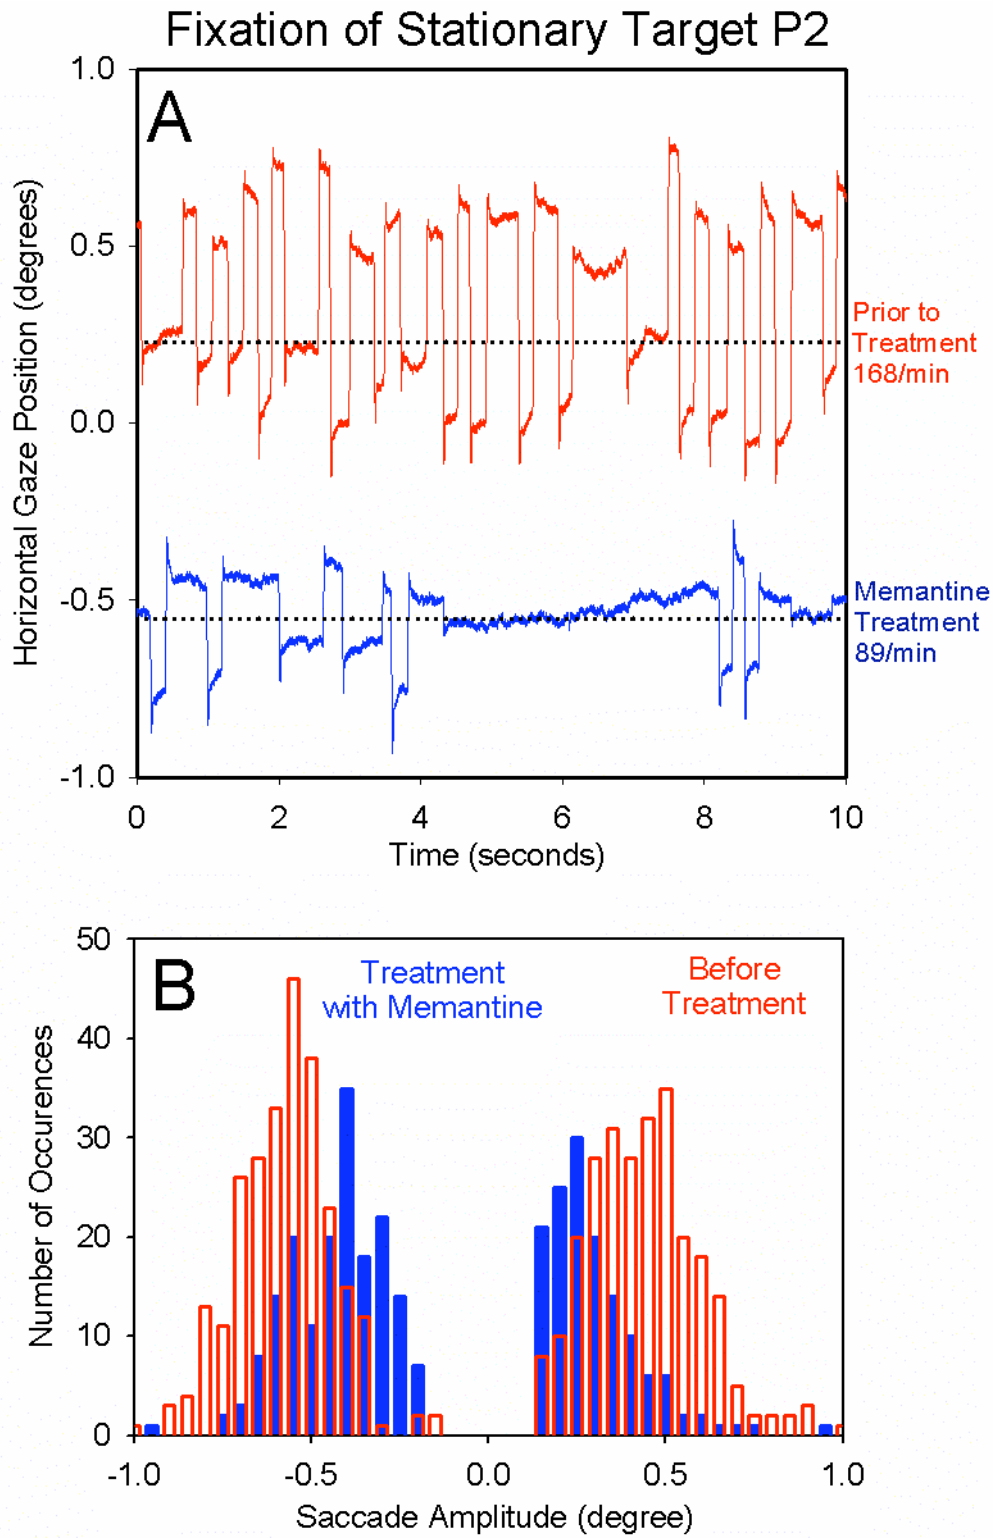 Fixation of Stationary Target P2
A
Horizontal Gaze Position (degrees)
1.0
0.5
0.0
-0.5
-1.0
Prior to
Treatment
168/min
Memantine
Treatment
89/min
0 2 4 6 8 10
Time (seconds)
B
Treatment
with Memantine
Before
Treatment
Number of Occurences
50
40
30
20
10
0
-1.0 -0.5 0.0 0.5 1.0
Saccade Amplitude (degree)